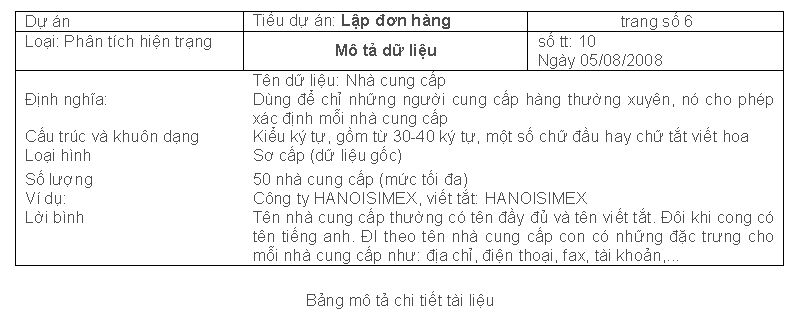 Dự án Tiểu dự án: Lập đơn hàng trang số 6
Loại: Phân tích hiện trạng Mô tả dữ liệu số tt: 10
Ngày 05/08/2008
Tên dữ liệu: Nhà cung cấp
Định nghĩa: Dùng để chỉ những người cung cấp hàng thường xuyên, nó cho phép
xác định mỗi nhà cung cấp
Cấu trúc và khuôn dạng Kiểu ký tự, gồm từ 30-40 ký tự, một số chữ đầu hay chữ tắt viết hoa
Loại hình Sơ cấp (dữ liệu gốc)
Số lượng 50 nhà cung cấp (mức tối đa)
Ví dụ: Công ty HANOISIMEX, viết tắt: HANOISIMEX
Lời bình Tên nhà cung cấp thường có tên đầy đủ và tên viết tắt. Đôi khi cong có
tên tiếng anh. ĐI theo tên nhà cung cấp con có những đặc trưng cho
mỗi nhà cung cấp như: địa chỉ, điện thoại, fax, tài khoản,...
Bảng mô tả chi tiết tài liệu